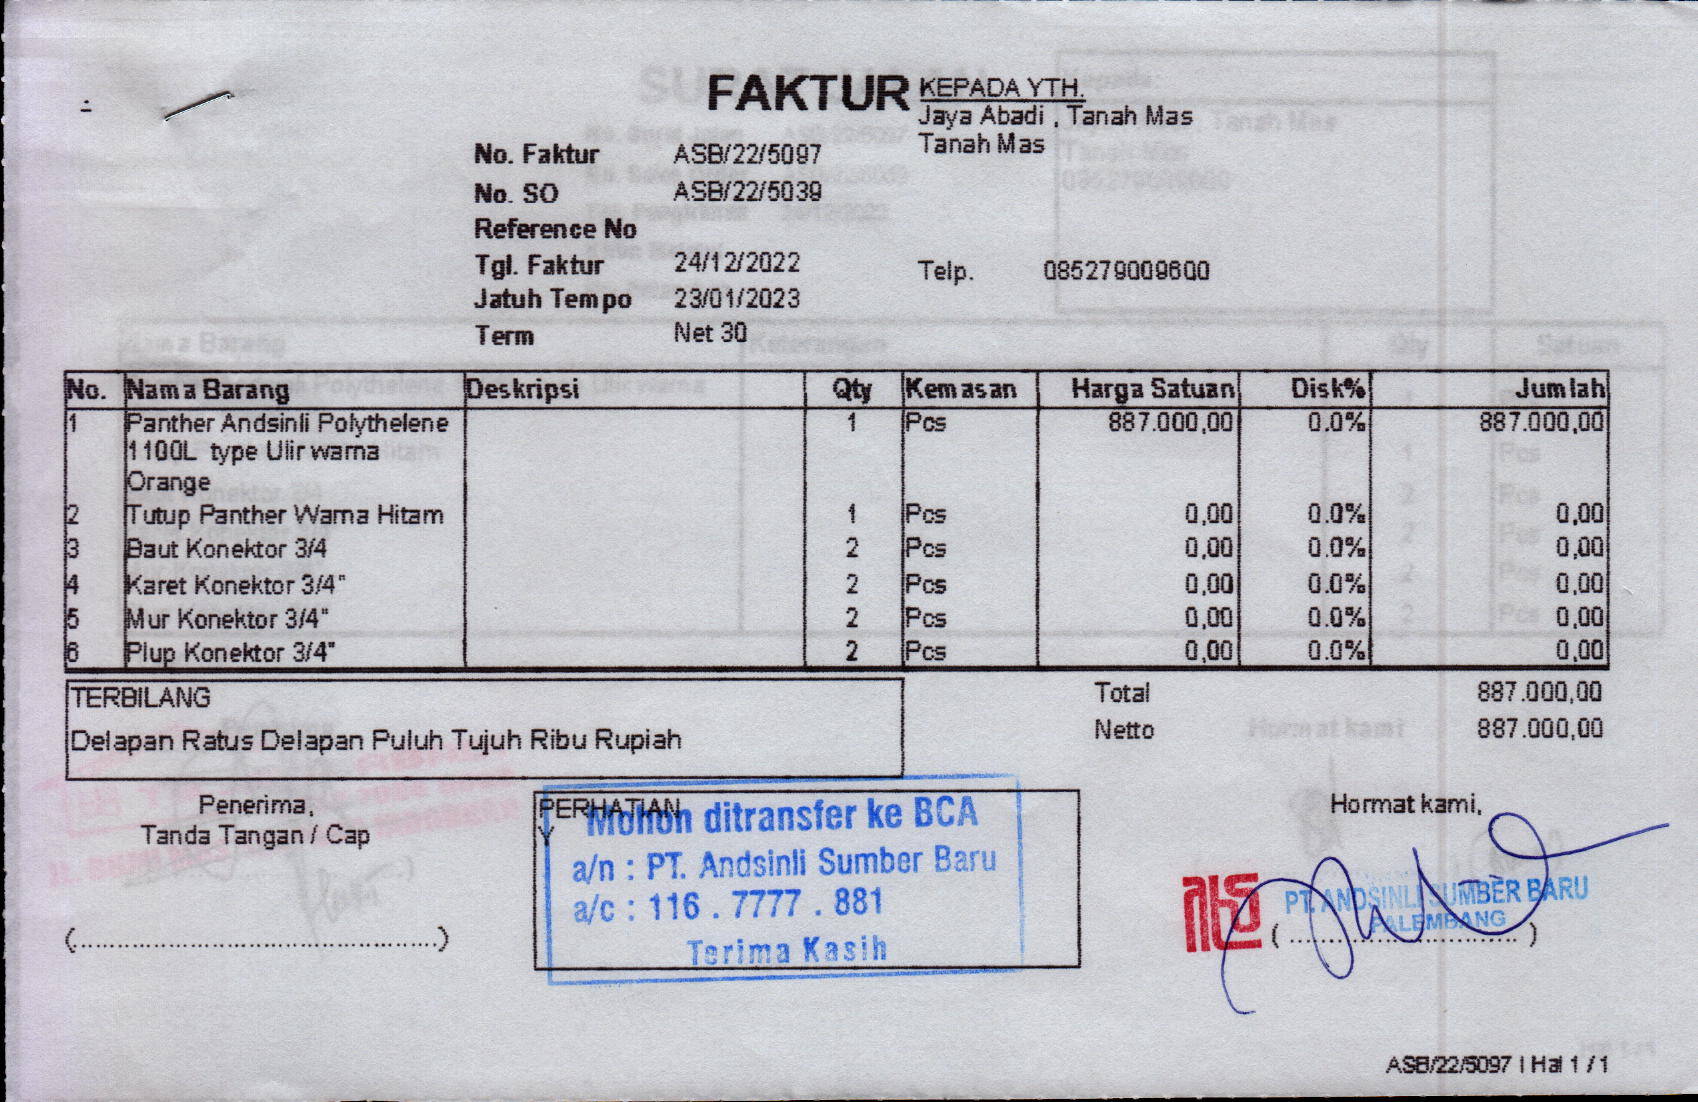 FAKTUR
KEPADA YTH.
Jaya Abadi , Tanah Mas
Tanah Mas
No. Faktur ASB/22/5097
No. SO ASB/22/5039
Reference No
Tgl. Faktur 24/12/2022
Telp. 085279009600
Jatuh Tempo 23/01/2023
Term Net 30
No. Nama Barang Deskripsi Qty Kemasan Harga Satuan Disk% Jumlah
1 Panther Andsinli Polythelene 1 Pcs 887.000,00 0.0% 887.000,00
1100L type Ulir warna
Orange
2 Tutup Panther Warna Hitam 1 Pcs 0,00 0.0% 0,00
3 Baut Konektor 3/4 2 Pcs 0,00 0.0% 0,00
4 Karet Konektor 3/4" 2 Pcs 0,00 0.0% 0,00
5 Mur Konektor 3/4" 2 Pcs 0,00 0.0% 0,00
6 Plup Konektor 3/4" 2 Pcs 0,00 0.0% 0,00
TERBILANG
Delapan Ratus Delapan Puluh Tujuh Ribu Rupiah
Total 887.000,00
Netto 887.000,00
Penerima,
Tanda Tangan / Cap
(..............................................)
PERHATIAN
Mohon ditransfer ke BCA
a/n : PT. Andsinli Sumber Baru
a/c : 116 . 7777 . 881
Terima Kasih
Hormat kami,
PT. ANDSINLI SUMBER BARU
PALEMBANG
( .............................. )
ASB/22/5097 | Hal 1 / 1